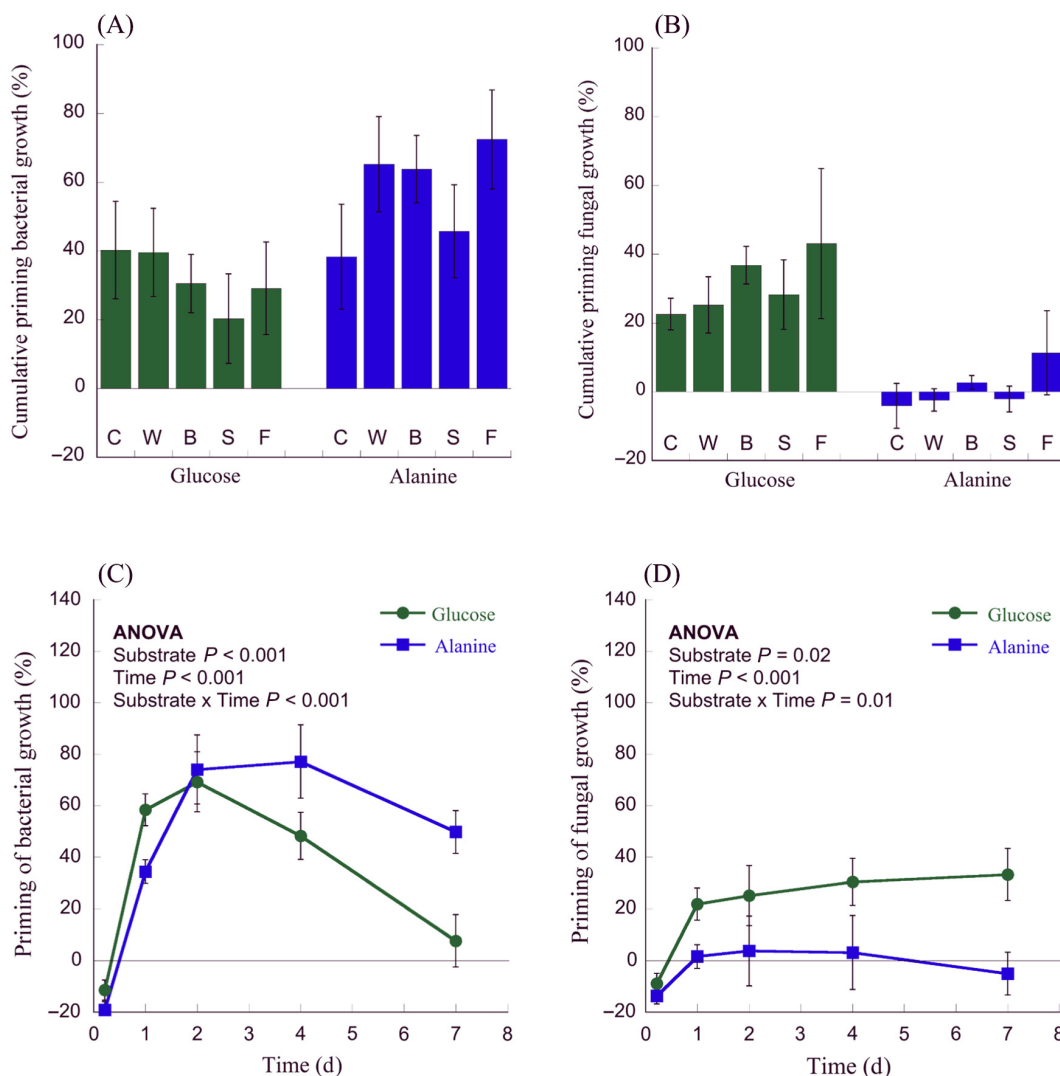 (A)
Cumulative priming bacterial growth (%)
100
80
60
40
20
0
–20
C W B S F C W B S F
Glucose Alanine
(B)
Cumulative priming fungal growth (%)
100
80
60
40
20
0
–20
C W B S F C W B S F
Glucose Alanine
(C)
Priming of bacterial growth (%)
140
120
100
80
60
40
20
0
–20
Glucose
Alanine
ANOVA
Substrate P < 0.001
Time P < 0.001
Substrate x Time P < 0.001
0 1 2 3 4 5 6 7 8
Time (d)
(D)
Priming of fungal growth (%)
140
120
100
80
60
40
20
0
–20
Glucose
Alanine
ANOVA
Substrate P = 0.02
Time P < 0.001
Substrate x Time P = 0.01
0 1 2 3 4 5 6 7 8
Time (d)